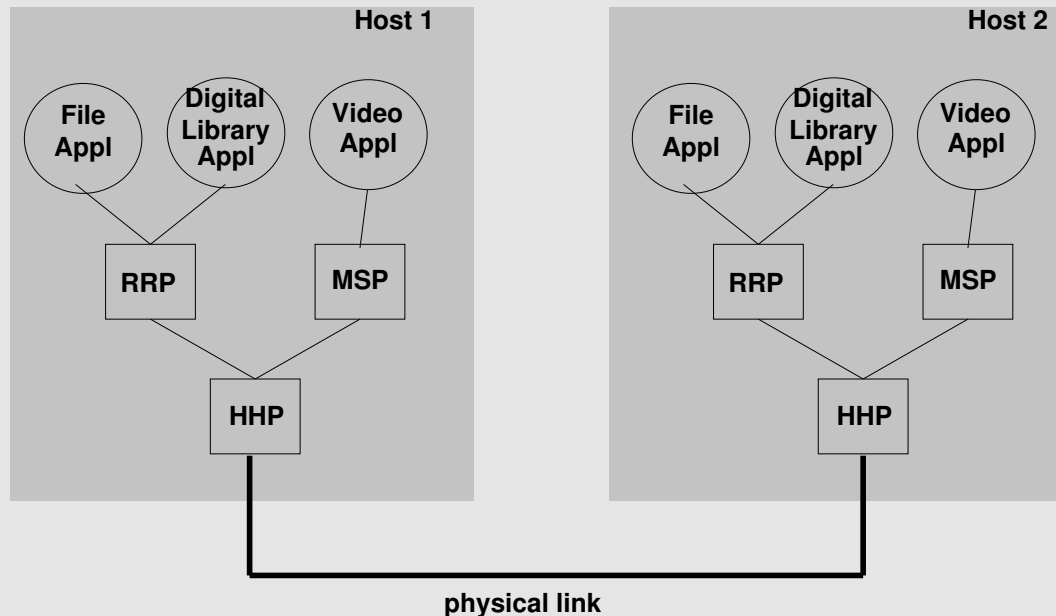 Host 1
Host 2
File
Appl
Digital
Library
Appl
Video
Appl
File
Appl
Digital
Library
Appl
Video
Appl
RRP
MSP
RRP
MSP
HHP
HHP
physical link